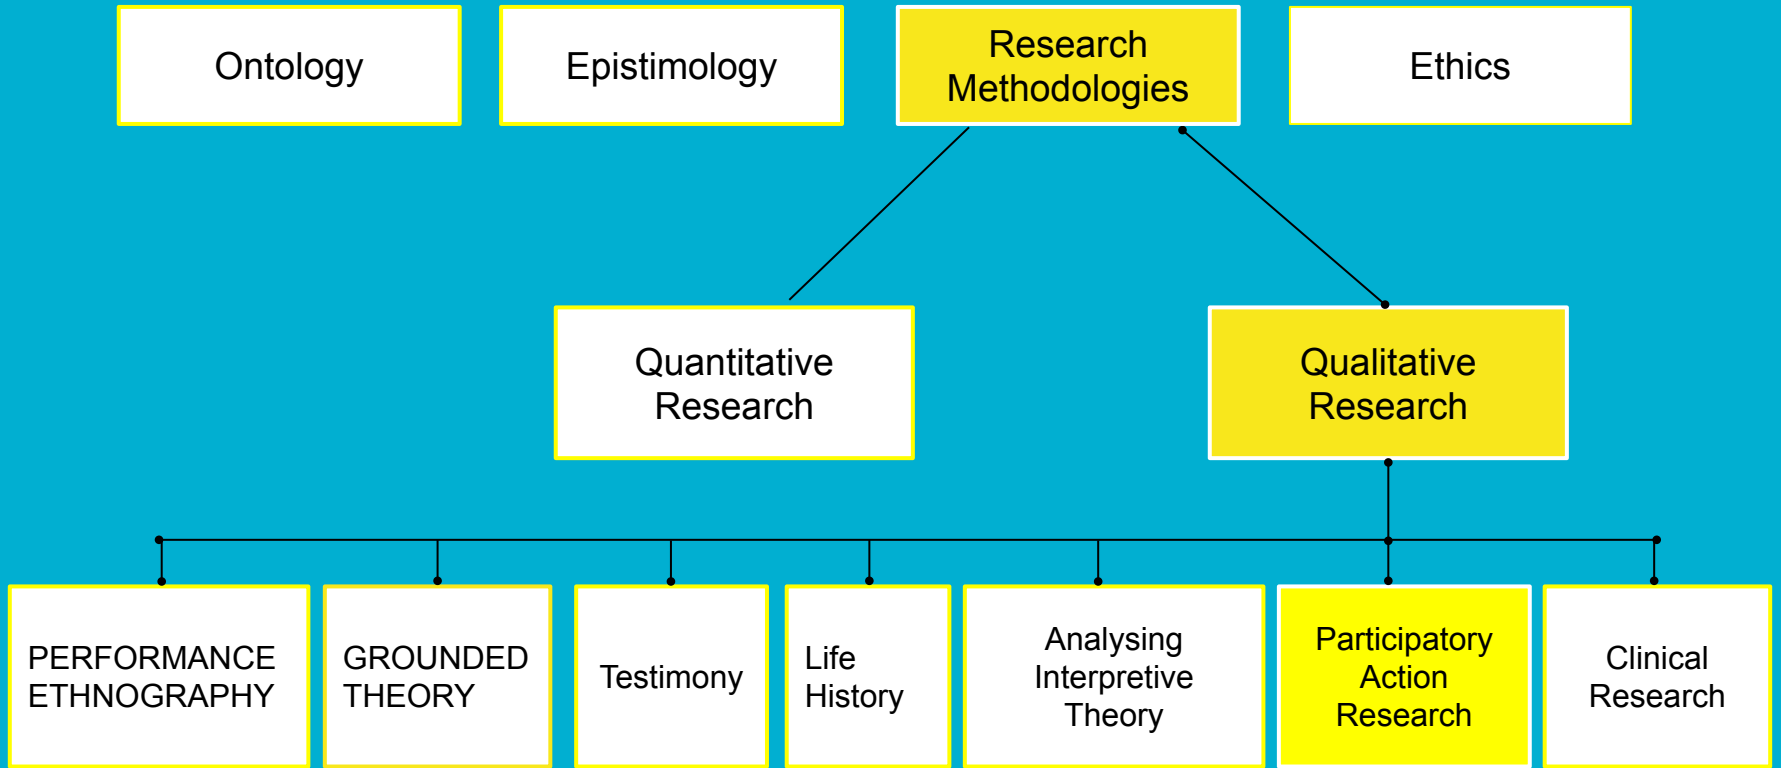 Ontology
Epistimology
Research
Methodologies
Ethics
Quantitative
Research
Qualitative
Research
PERFORMANCE
ETHNOGRAPHY
GROUNDED
THEORY
Testimony
Life
History
Analysing
Interpretive
Theory
Participatory
Action
Research
Clinical
Research